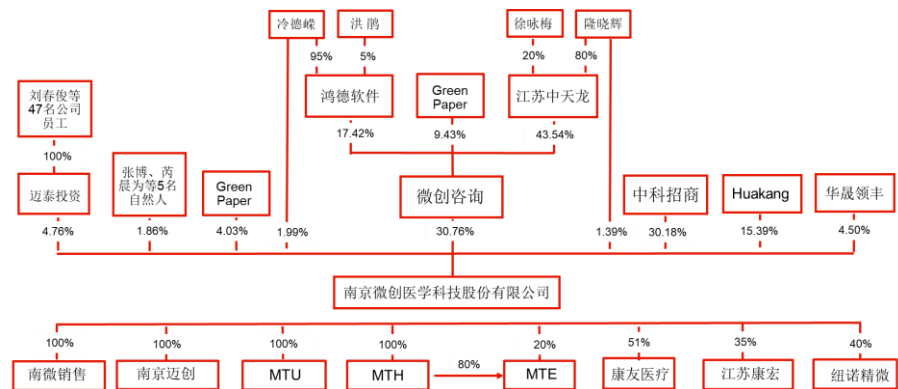 冷德嵘
洪 鹃
徐咏梅
隆晓辉
95%
5%
20%
80%
刘春俊等
47名公司
员工
鸿德软件
Green
Paper
江苏中天龙
17.42%
9.43%
43.54%
100%
迈泰投资
张博、芮
晨为等5名
自然人
Green
Paper
微创咨询
中科招商
Huakang
华晟领丰
4.76%
1.86%
4.03%
1.99%
30.76%
1.39%
30.18%
15.39%
4.50%
南京微创医学科技股份有限公司
100%
100%
100%
100%
80%
20%
51%
35%
40%
南微销售
南京迈创
MTU
MTH
MTE
康友医疗
江苏康宏
纽诺精微